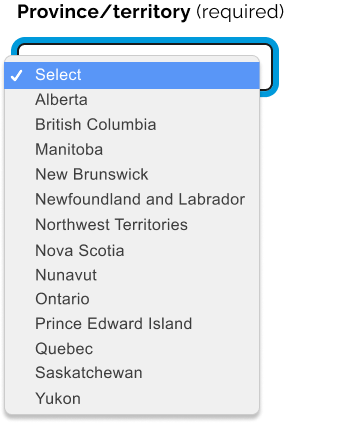 Province/territory (required)
✓ Select
Alberta
British Columbia
Manitoba
New Brunswick
Newfoundland and Labrador
Northwest Territories
Nova Scotia
Nunavut
Ontario
Prince Edward Island
Quebec
Saskatchewan
Yukon